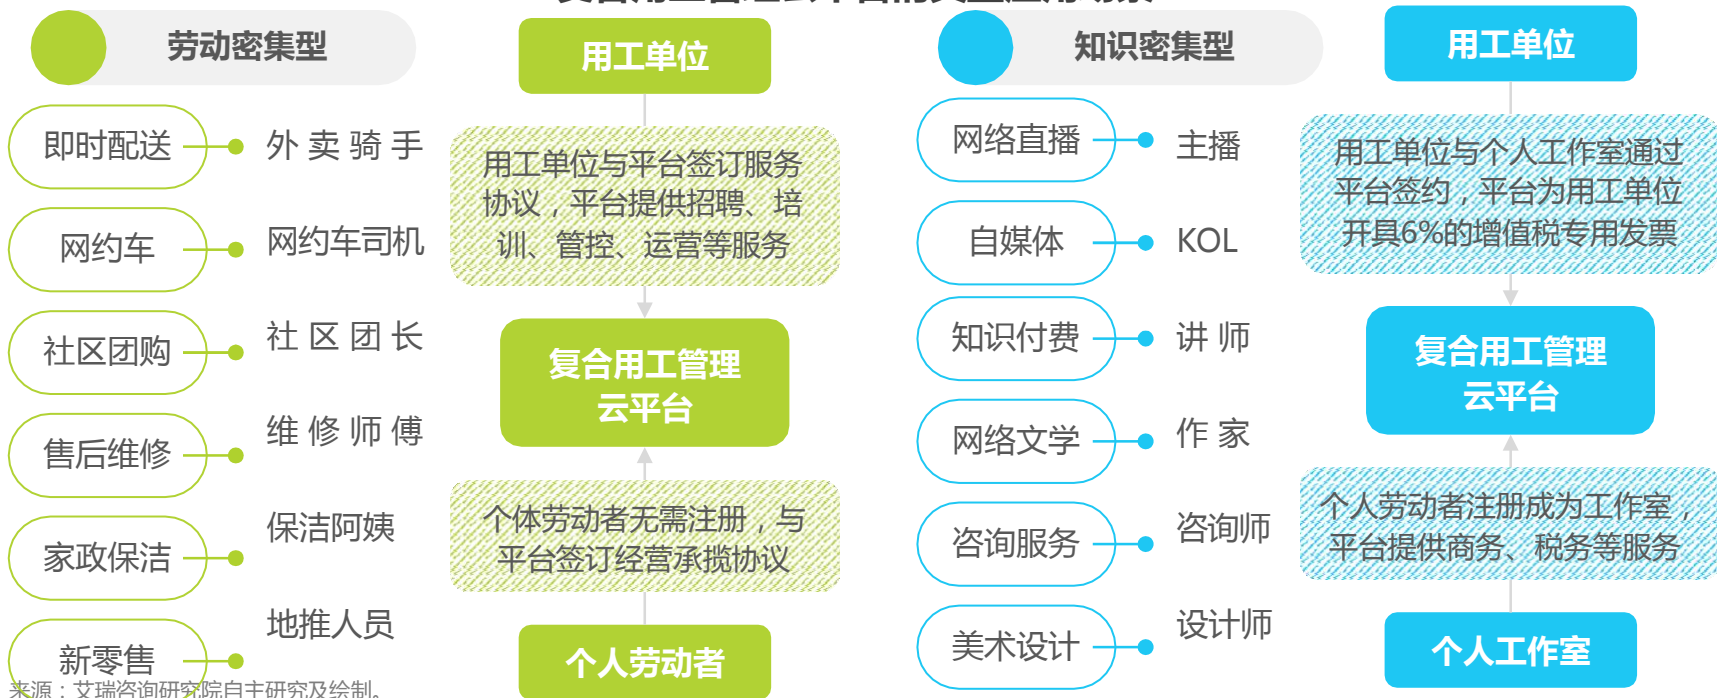 劳动密集型
即时配送 外卖骑手
网约车 网约车司机
社区团购 社区团长
售后维修 维修师傅
家政保洁 保洁阿姨
新零售 地推人员
用工单位
用工单位与平台签订服务
协议，平台提供招聘、培
训、管控、运营等服务
复合用工管理
云平台
个体劳动者无需注册，与
平台签订经营承揽协议
个人劳动者
知识密集型
网络直播 主播
自媒体 KOL
知识付费 讲师
网络文学 作家
咨询服务 咨询师
美术设计 设计师
用工单位
用工单位与个人工作室通过
平台签约，平台为用工单位
开具6%的增值税专用发票
复合用工管理
云平台
个人劳动者注册成为工作室，
平台提供商务、税务等服务
个人工作室
来源：艾瑞咨询研究院自主研究及绘制。